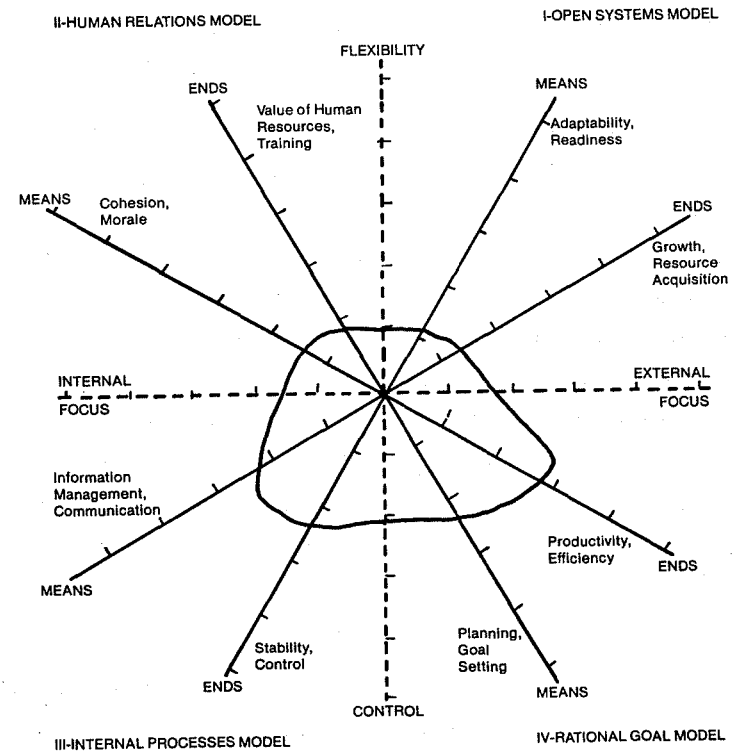 II-HUMAN RELATIONS MODEL
I-OPEN SYSTEMS MODEL
FLEXIBILITY
ENDS
MEANS
Value of Human
Resources,
Training
Adaptability,
Readiness
MEANS
Cohesion,
Morale
ENDS
Growth,
Resource
Acquisition
INTERNAL
FOCUS
EXTERNAL
FOCUS
Information
Management,
Communication
MEANS
Productivity,
Efficiency
ENDS
Stability,
Control
ENDS
Planning,
Goal
Setting
MEANS
CONTROL
III-INTERNAL PROCESSES MODEL
IV-RATIONAL GOAL MODEL